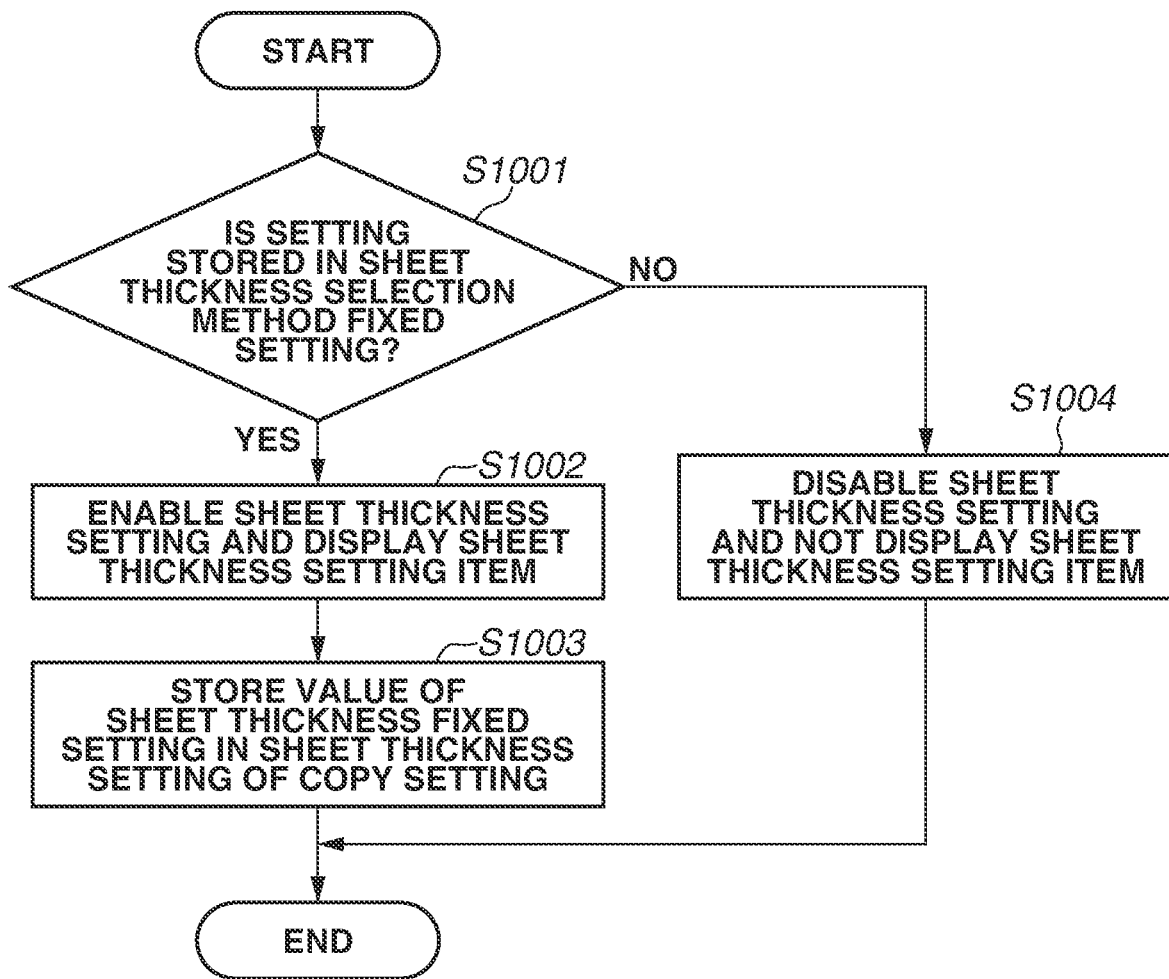 START
S1001
IS SETTING
STORED IN SHEET
THICKNESS SELECTION
METHOD FIXED
SETTING?
NO
YES
S1002
ENABLE SHEET THICKNESS
SETTING AND DISPLAY SHEET
THICKNESS SETTING ITEM
S1004
DISABLE SHEET
THICKNESS SETTING
AND NOT DISPLAY SHEET
THICKNESS SETTING ITEM
S1003
STORE VALUE OF
SHEET THICKNESS FIXED
SETTING IN SHEET THICKNESS
SETTING OF COPY SETTING
END